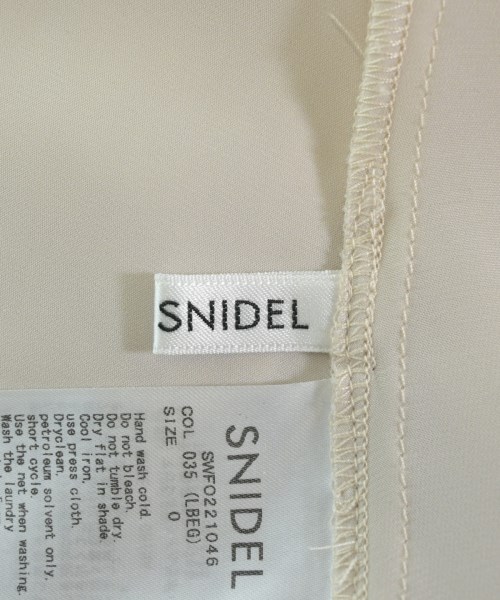 SNIDEL
SNIDEL
SWFO221046
COL 035 (LBEG)
SIZE 0
Hand wash cold.
Do not bleach.
Do not tumble dry.
Dry flat in shade.
Cool iron.
use press cloth.
Dryclean.
petroleum solvent only.
short cycle.
Use the net when washing.
Wash the laundry